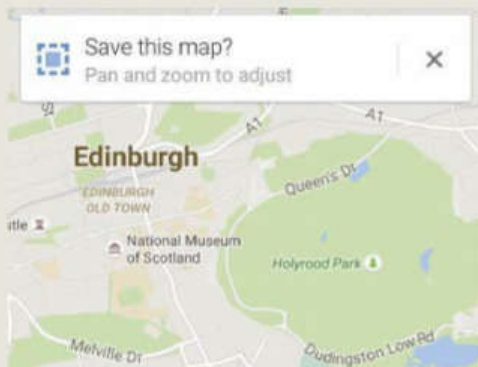 Save this map?
Pan and zoom to adjust
A1
A1
Edinburgh
Queen's Dr
EDINBURGH
OLD TOWN
tle
National Museum
of Scotland
Holyrood Park
Melville Dr
Dudingston Low Rd